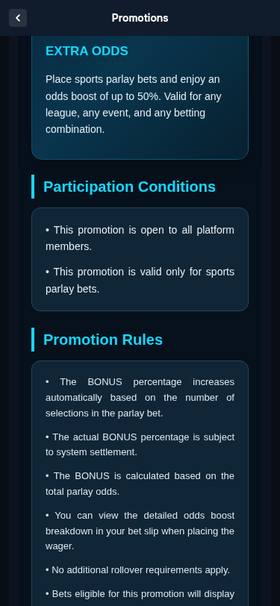 Promotions
EXTRA ODDS
Place sports parlay bets and enjoy an
odds boost of up to 50%. Valid for any
league, any event, and any betting
combination.
Participation Conditions
• This promotion is open to all platform
members.
• This promotion is valid only for sports
parlay bets.
Promotion Rules
• The BONUS percentage increases
automatically based on the number of
selections in the parlay bet.
• The actual BONUS percentage is subject
to system settlement.
• The BONUS is calculated based on the
total parlay odds.
• You can view the detailed odds boost
breakdown in your bet slip when placing the
wager.
• No additional rollover requirements apply.
• Bets eligible for this promotion will display